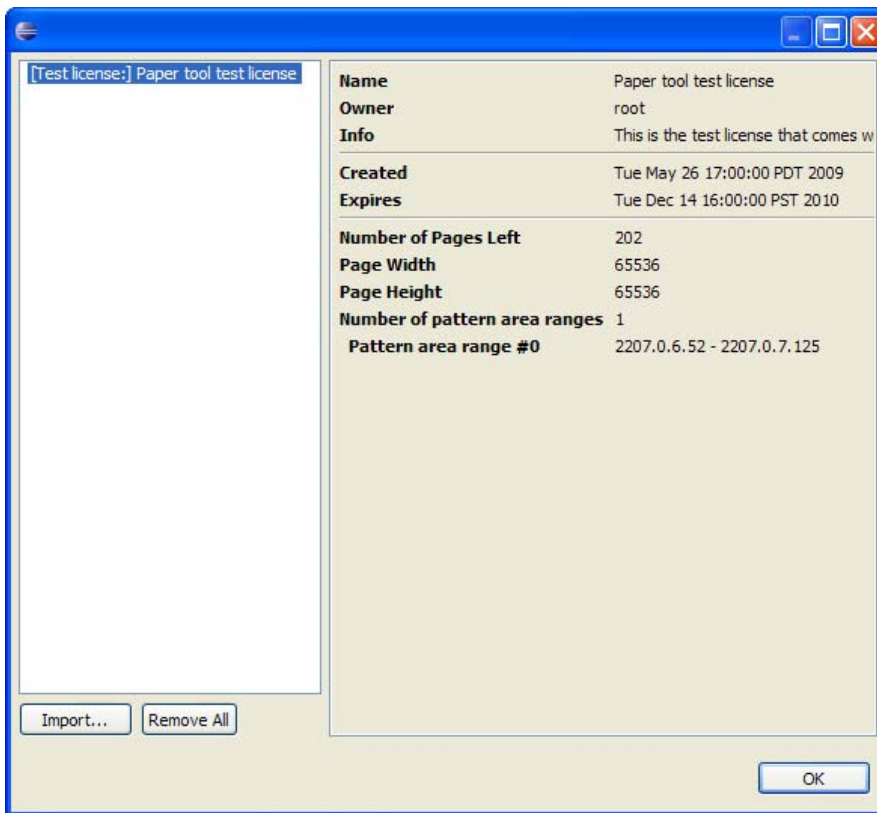 [Test license:] Paper tool test license
Name Paper tool test license
Owner root
Info This is the test license that comes w
Created Tue May 26 17:00:00 PDT 2009
Expires Tue Dec 14 16:00:00 PST 2010
Number of Pages Left 202
Page Width 65536
Page Height 65536
Number of pattern area ranges 1
Pattern area range #0 2207.0.6.52 - 2207.0.7.125
Import... Remove All
OK